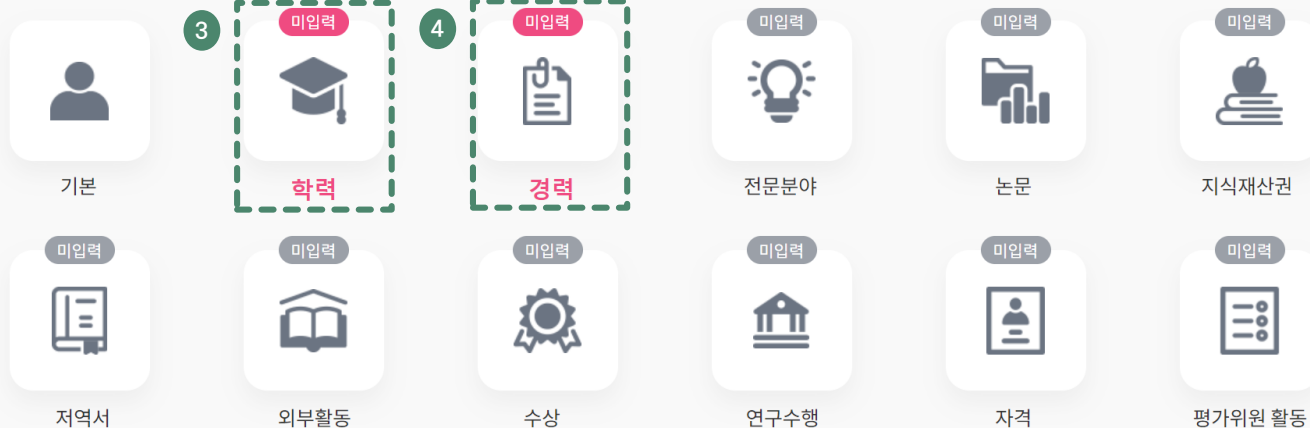 3 미입력 4 미입력 미입력 미입력 미입력
기본 학력 경력 전문분야 논문 지식재산권
미입력 미입력 미입력 미입력 미입력 미입력
저역서 외부활동 수상 연구수행 자격 평가위원 활동